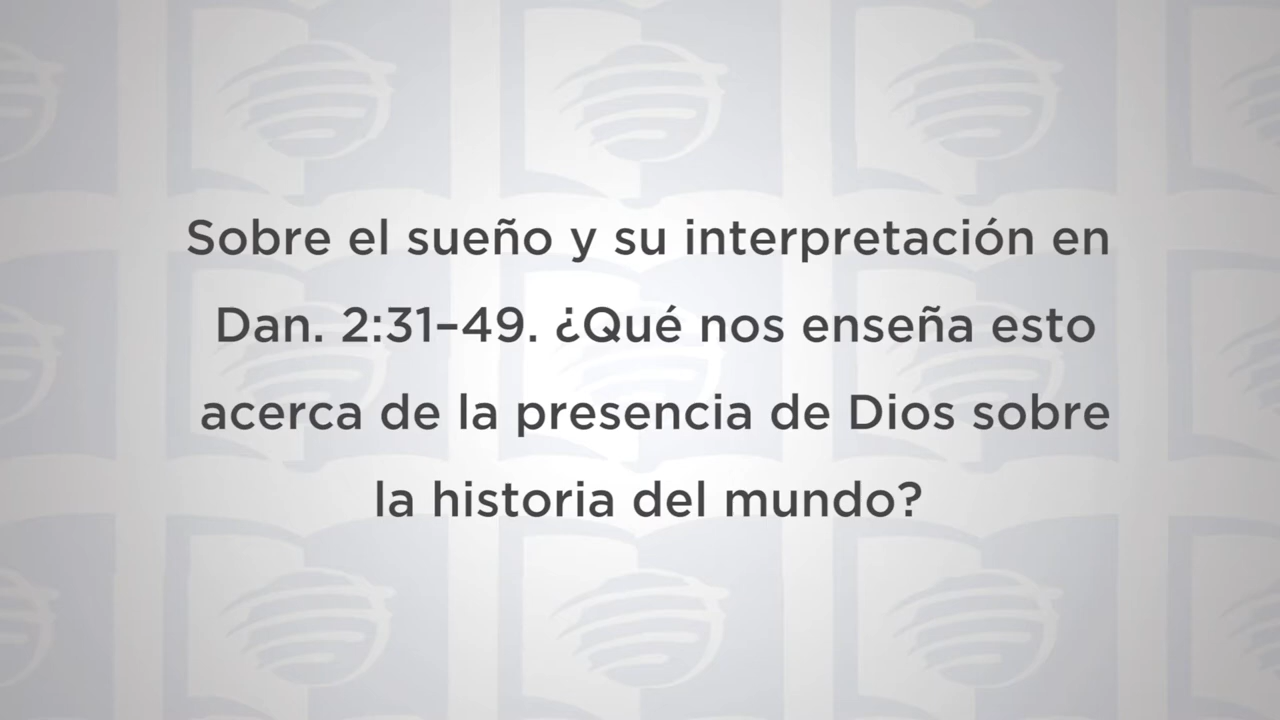 Sobre el sueño y su interpretación en
Dan. 2:31–49. ¿Qué nos enseña esto
acerca de la presencia de Dios sobre
la historia del mundo?